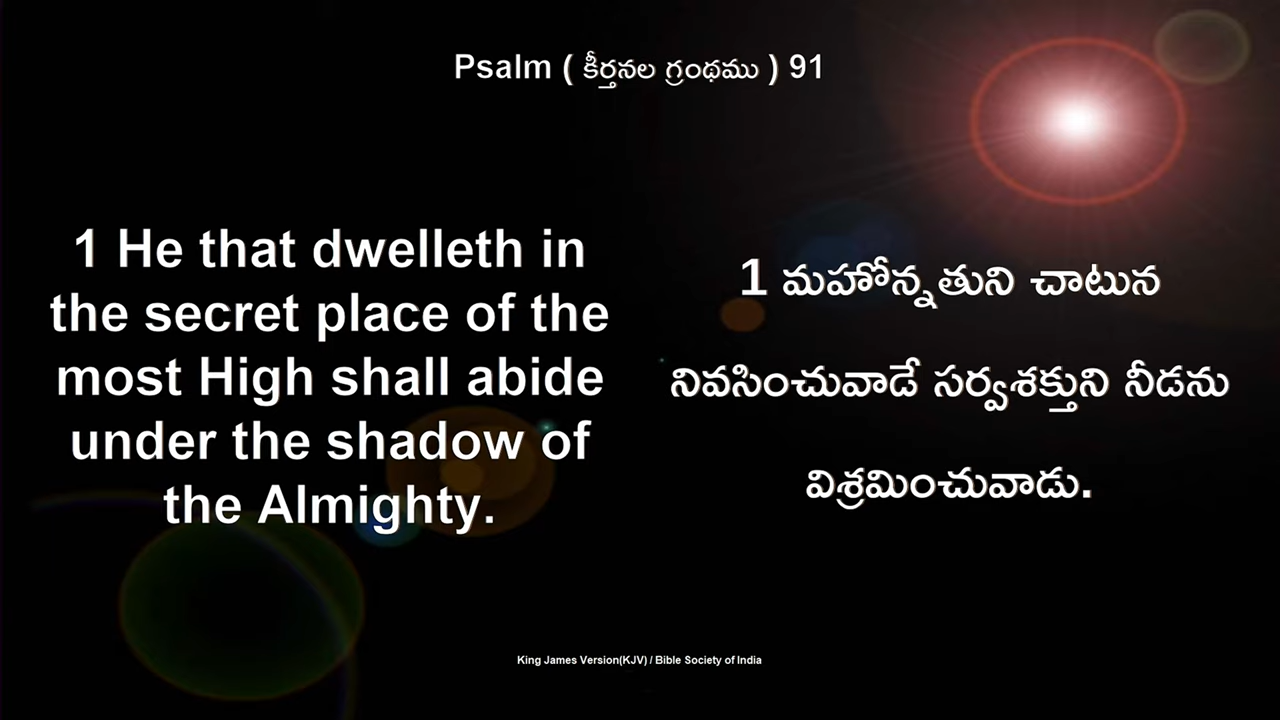 Psalm ( కీర్తనల గ్రంథము ) 91
1 He that dwelleth in
the secret place of the
most High shall abide
under the shadow of
the Almighty.
1 మహోన్నతుని చాటున
నివసించువాడే సర్వశక్తుని నీడను
విశ్రమించువాడు.
King James Version(KJV) / Bible Society of India